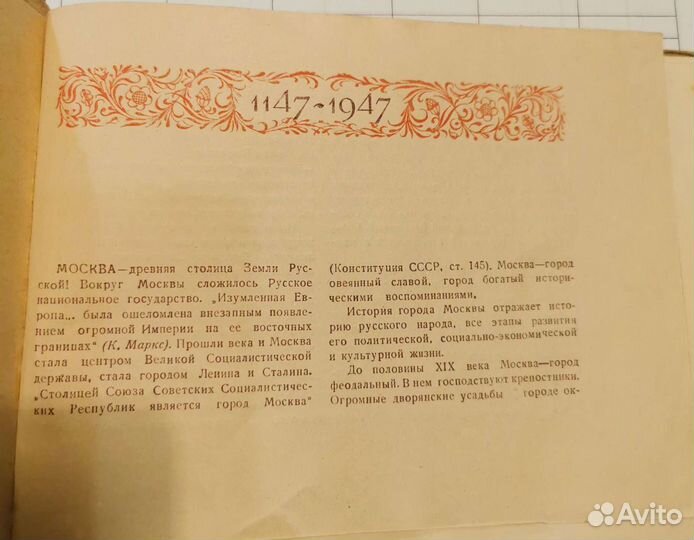 1147-1947
МОСКВА—древняя столица Земли Рус-
ской! Вокруг Москвы сложилось Русское
национальное государство. „Изумленная Ев-
ропа... была ошеломлена внезапным появле-
нием огромной Империи на ее восточных
границах“ (К. Маркс). Прошли века и Москва
стала центром Великой Социалистической
державы, стала городом Ленина и Сталина.
„Столицей Союза Советских Социалистичес-
ких Республик является город Москва“
(Конституция СССР, ст. 145). Москва—город
овеянный славой, город богатый истори-
ческими воспоминаниями.
История города Москвы отражает исто-
рию русского народа, все этапы развития
его политической, социально-экономической
и культурной жизни.
До половины XIX века Москва—город
феодальный. В нем господствуют крепостники.
Огромные дворянские усадьбы городе ок-
Avito